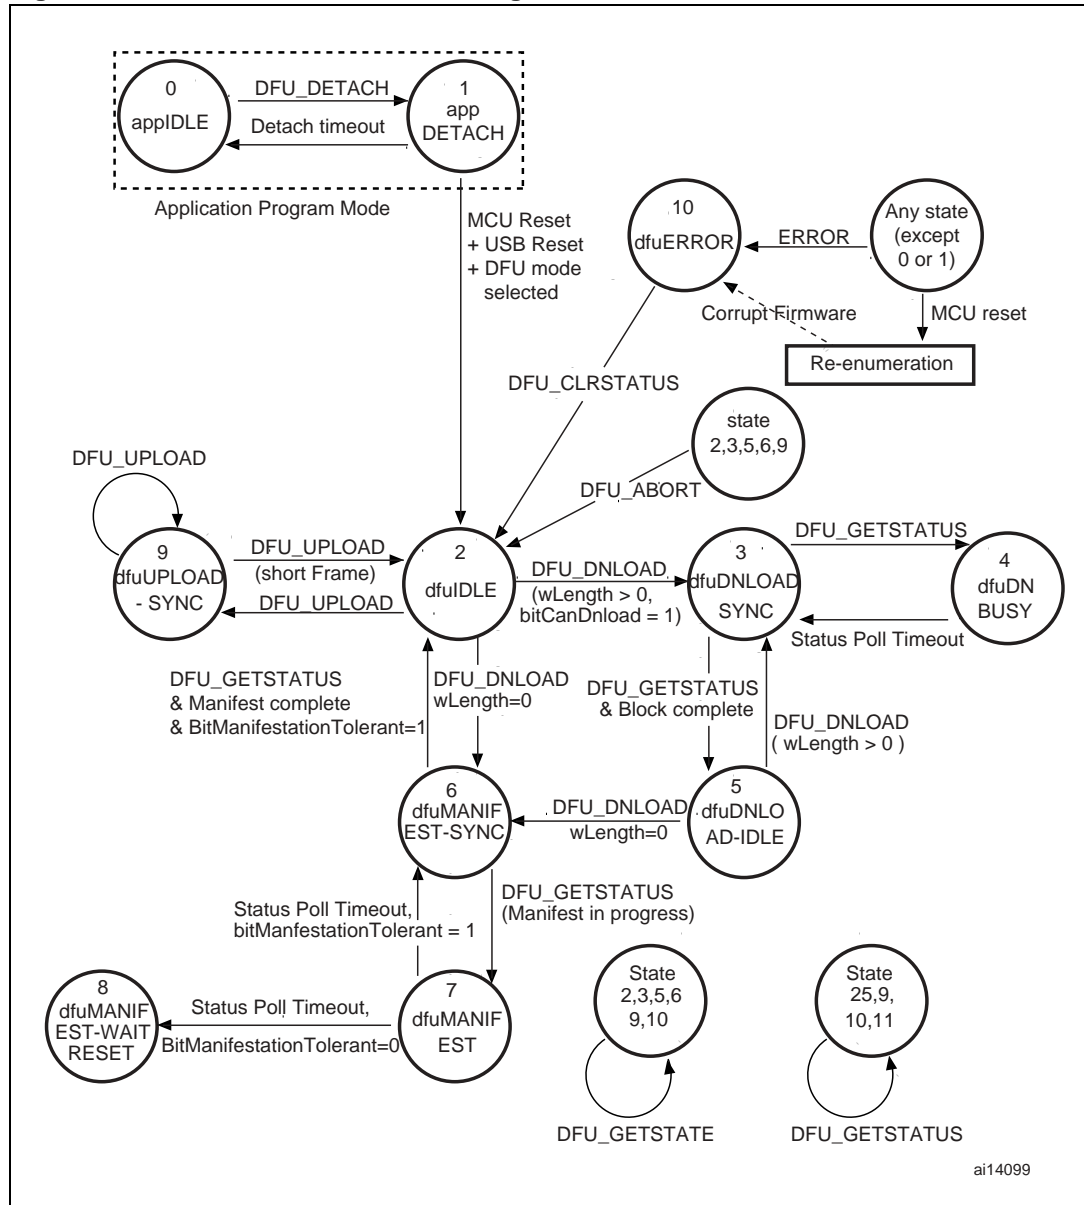 0
appIDLE
DFU_DETACH
Detach timeout
1
app
DETACH
Application Program Mode
MCU Reset
+ USB Reset
+ DFU mode
selected
10
dfuERROR
ERROR
Any state
(except
0 or 1)
Corrupt Firmware
MCU reset
Re-enumeration
DFU_CLRSTATUS
state
2,3,5,6,9
DFU_ABORT
DFU_UPLOAD
9
dfuUPLOAD
- SYNC
DFU_UPLOAD
(short Frame)
DFU_UPLOAD
2
dfuIDLE
DFU_DNLOAD
(wLength > 0,
bitCanDnload = 1)
3
dfuDNLOAD
SYNC
DFU_GETSTATUS
4
dfuDN
BUSY
Status Poll Timeout
DFU_GETSTATUS
& Manifest complete
& BitManifestationTolerant=1
DFU_DNLOAD
wLength=0
DFU_GETSTATUS
& Block complete
DFU_DNLOAD
( wLength > 0 )
6
dfuMANIF
EST-SYNC
DFU_DNLOAD
wLength=0
5
dfuDNLO
AD-IDLE
Status Poll Timeout,
bitManfestationTolerant = 1
DFU_GETSTATUS
(Manifest in progress)
8
dfuMANIF
EST-WAIT
RESET
Status Poll Timeout,
BitManifestationTolerant=0
7
dfuMANIF
EST
State
2,3,5,6
9,10
DFU_GETSTATE
State
25,9,
10,11
DFU_GETSTATUS
ai14099